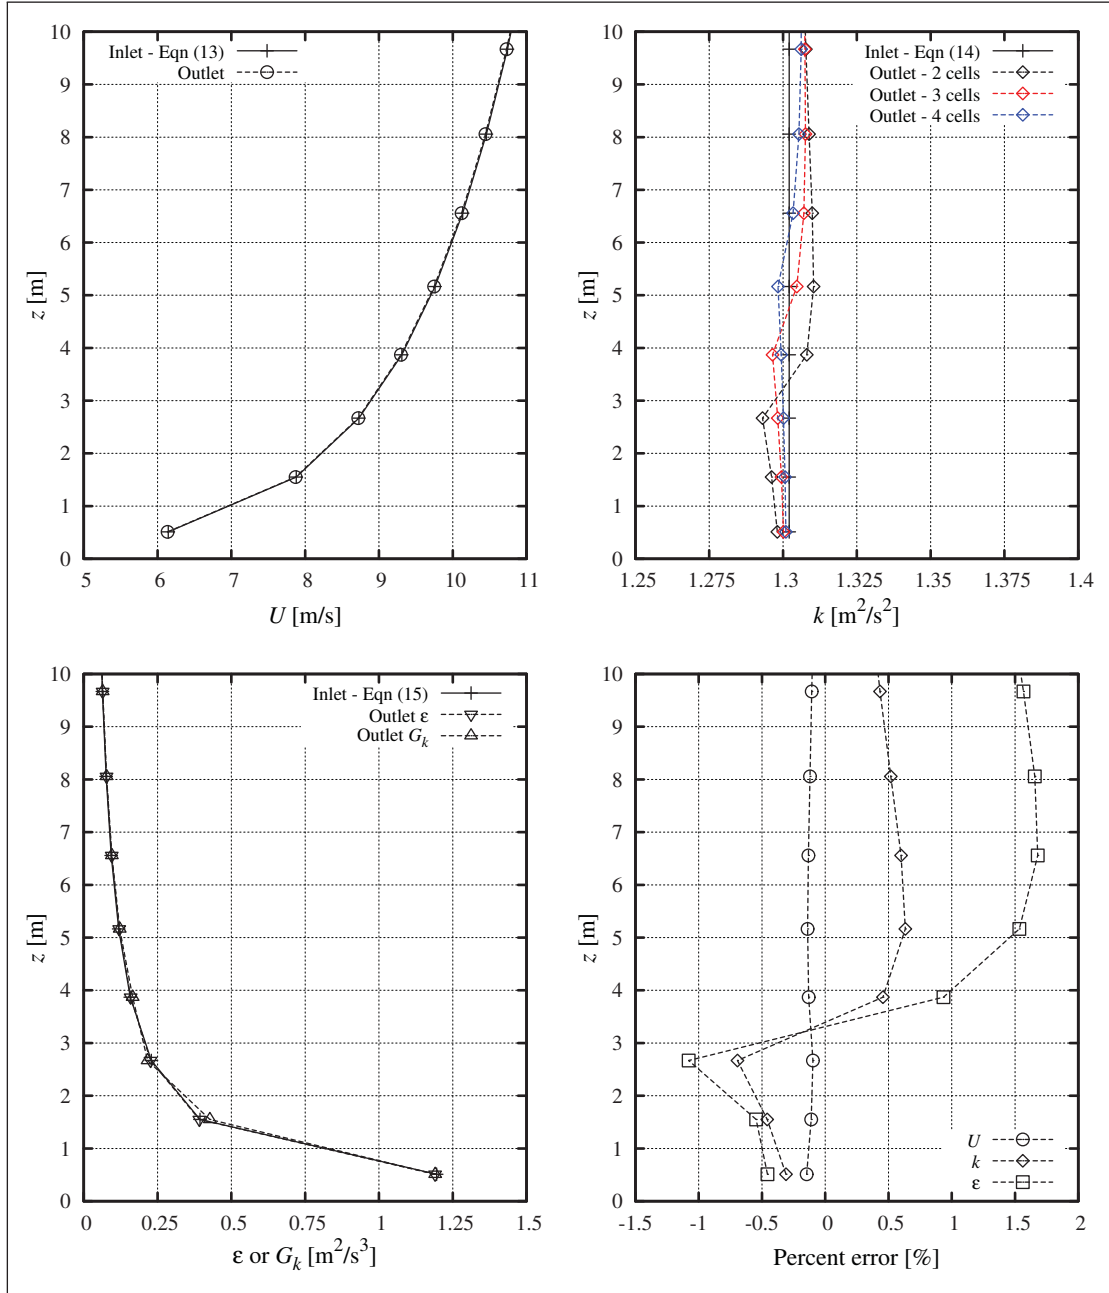 10
9
8
7
6
5
4
3
2
1
0
z [m]
Inlet - Eqn (13)
Outlet
5 6 7 8 9 10 11
U [m/s]
10
9
8
7
6
5
4
3
2
1
0
z [m]
Inlet - Eqn (14)
Outlet - 2 cells
Outlet - 3 cells
Outlet - 4 cells
1.25 1.275 1.3 1.325 1.35 1.375 1.4
k [m²/s²]
10
9
8
7
6
5
4
3
2
1
0
z [m]
Inlet - Eqn (15)
Outlet ε
Outlet Gₖ
0 0.25 0.5 0.75 1 1.25 1.5
ε or Gₖ [m²/s³]
10
9
8
7
6
5
4
3
2
1
0
z [m]
U
k
ε
-1.5 -1 -0.5 0 0.5 1 1.5 2
Percent error [%]